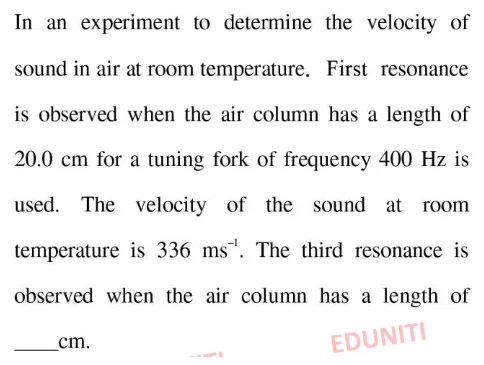 In an experiment to determine the velocity of
sound in air at room temperature. First resonance
is observed when the air column has a length of
20.0 cm for a tuning fork of frequency 400 Hz is
used. The velocity of the sound at room
temperature is 336 ms⁻¹. The third resonance is
observed when the air column has a length of
____cm.
EDUNITI